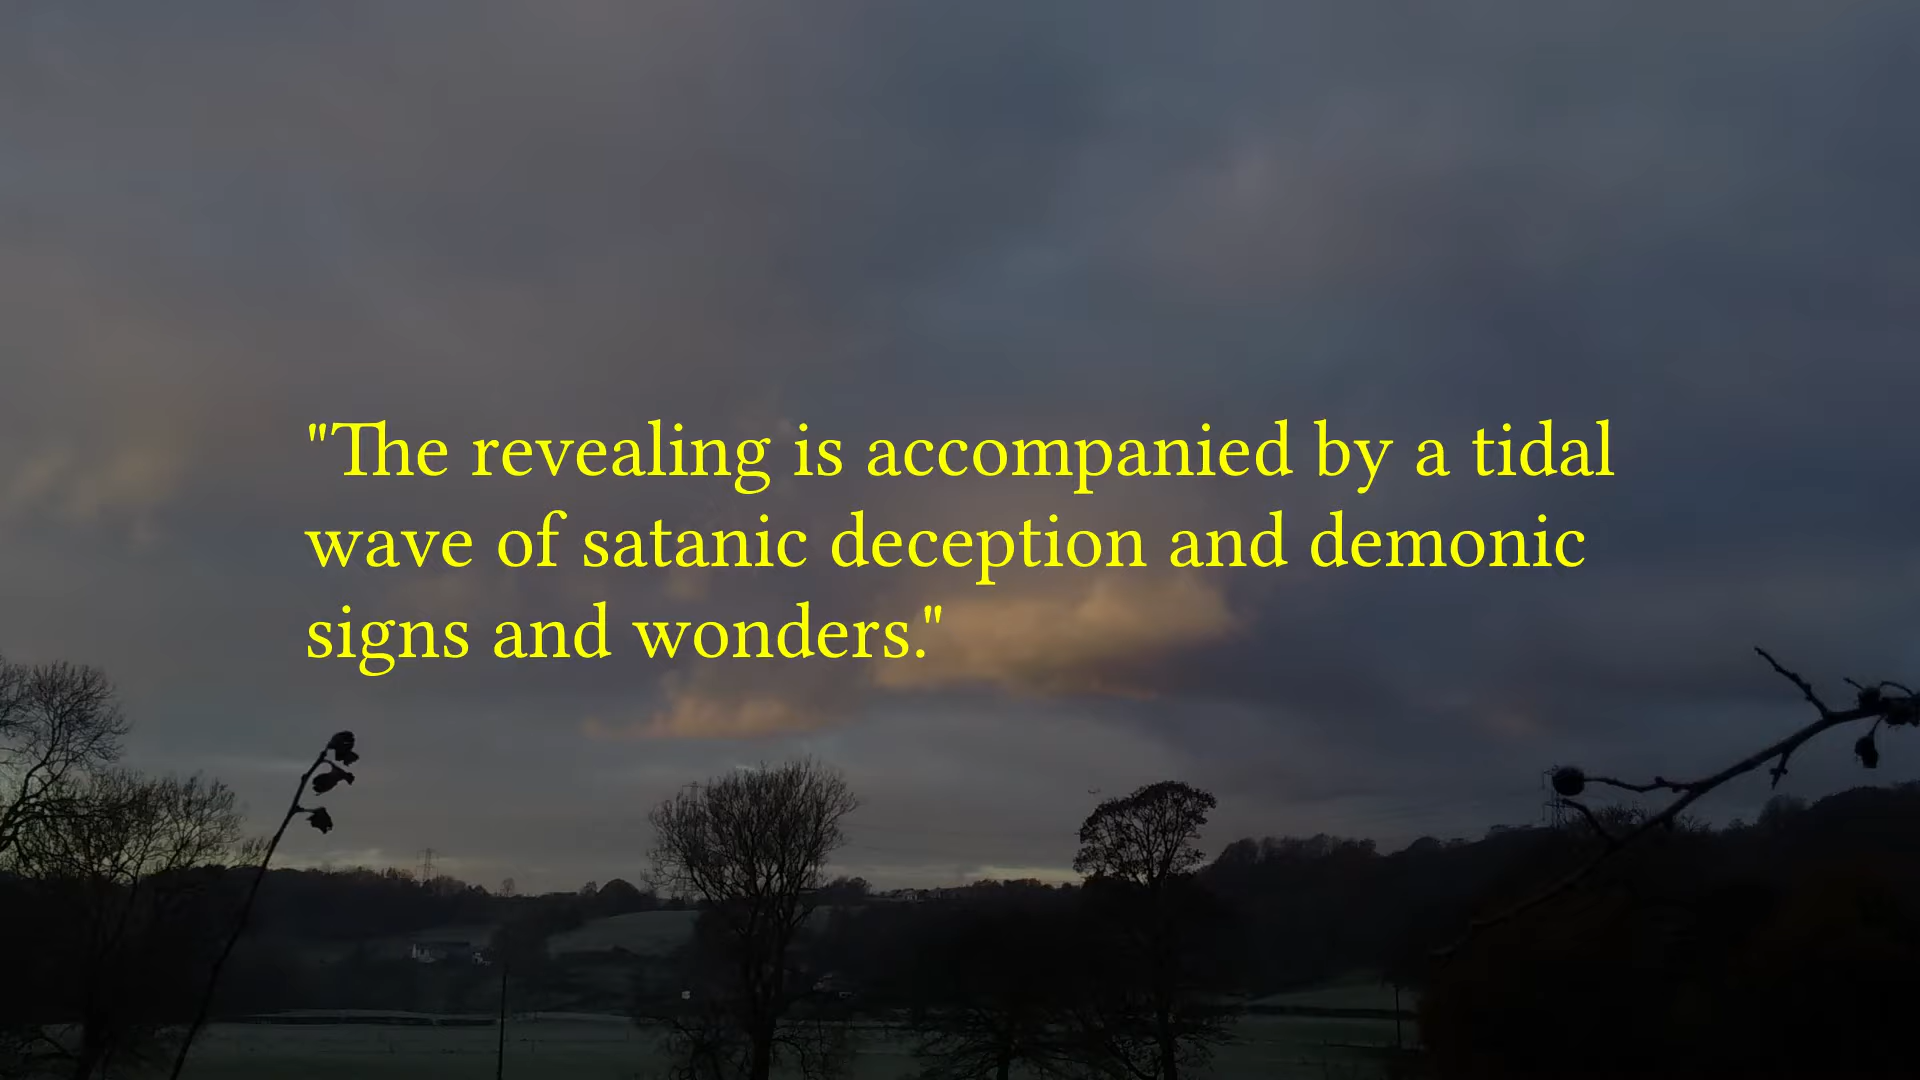 "The revealing is accompanied by a tidal
wave of satanic deception and demonic
signs and wonders."